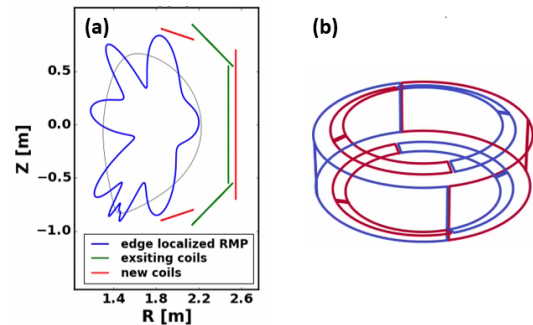 (a)
(b)
Z [m]
0.5
0.0
−0.5
−1.0
edge localized RMP
exsiting coils
new coils
1.4 1.8 2.2 2.6
R [m]